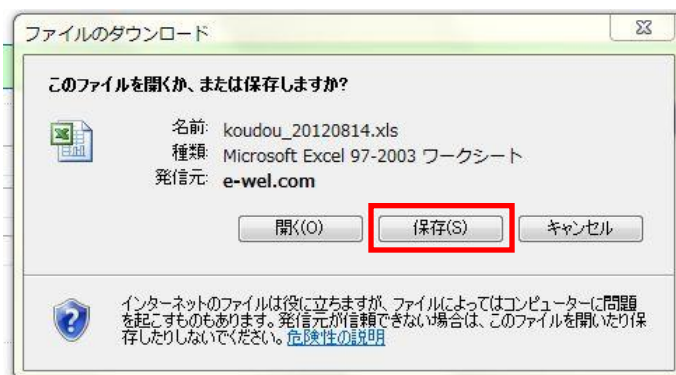 ファイルのダウンロード
このファイルを開くか、または保存しますか?
名前: koudou_20120814.xls
種類: Microsoft Excel 97-2003 ワークシート
発信元: e-wel.com
開く(O) 保存(S) キャンセル
インターネットのファイルは役に立ちますが、ファイルによってはコンピューターに問題
を起こすものもあります。発信元が信頼できない場合は、このファイルを開いたり保
存したりしないでください。危険性の説明